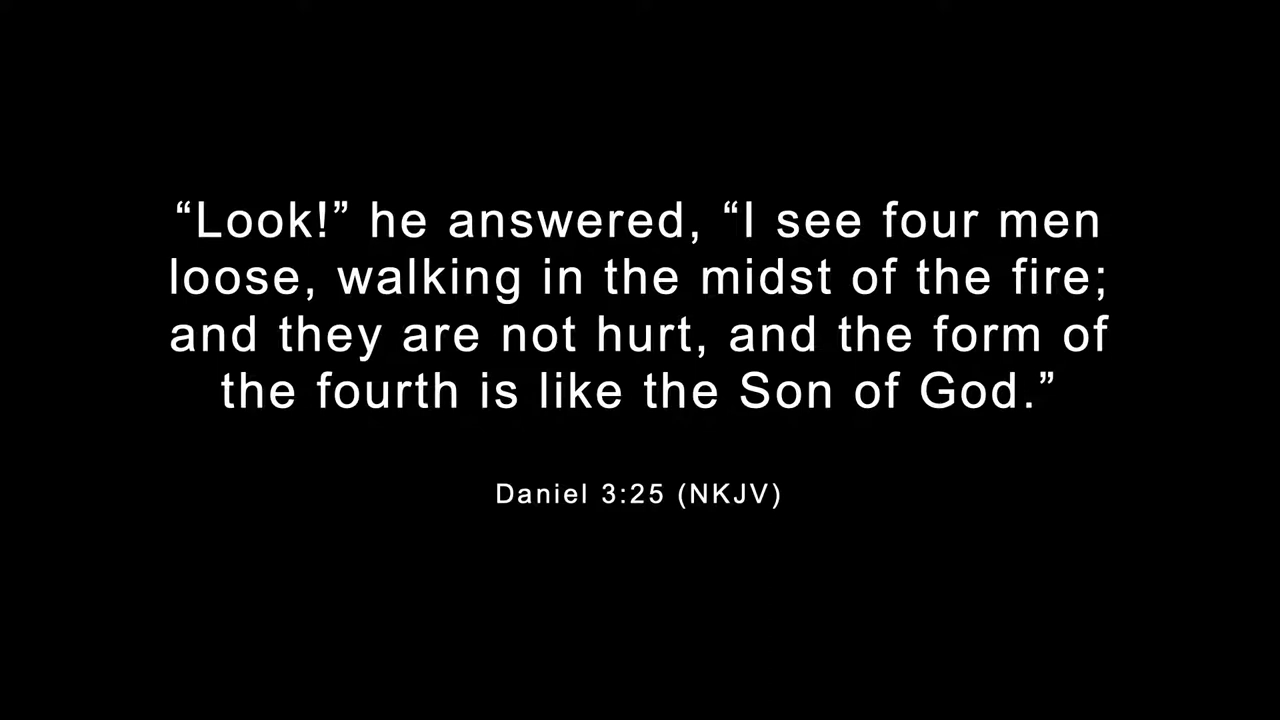 “Look!” he answered, “I see four men
loose, walking in the midst of the fire;
and they are not hurt, and the form of
the fourth is like the Son of God.”
Daniel 3:25 (NKJV)